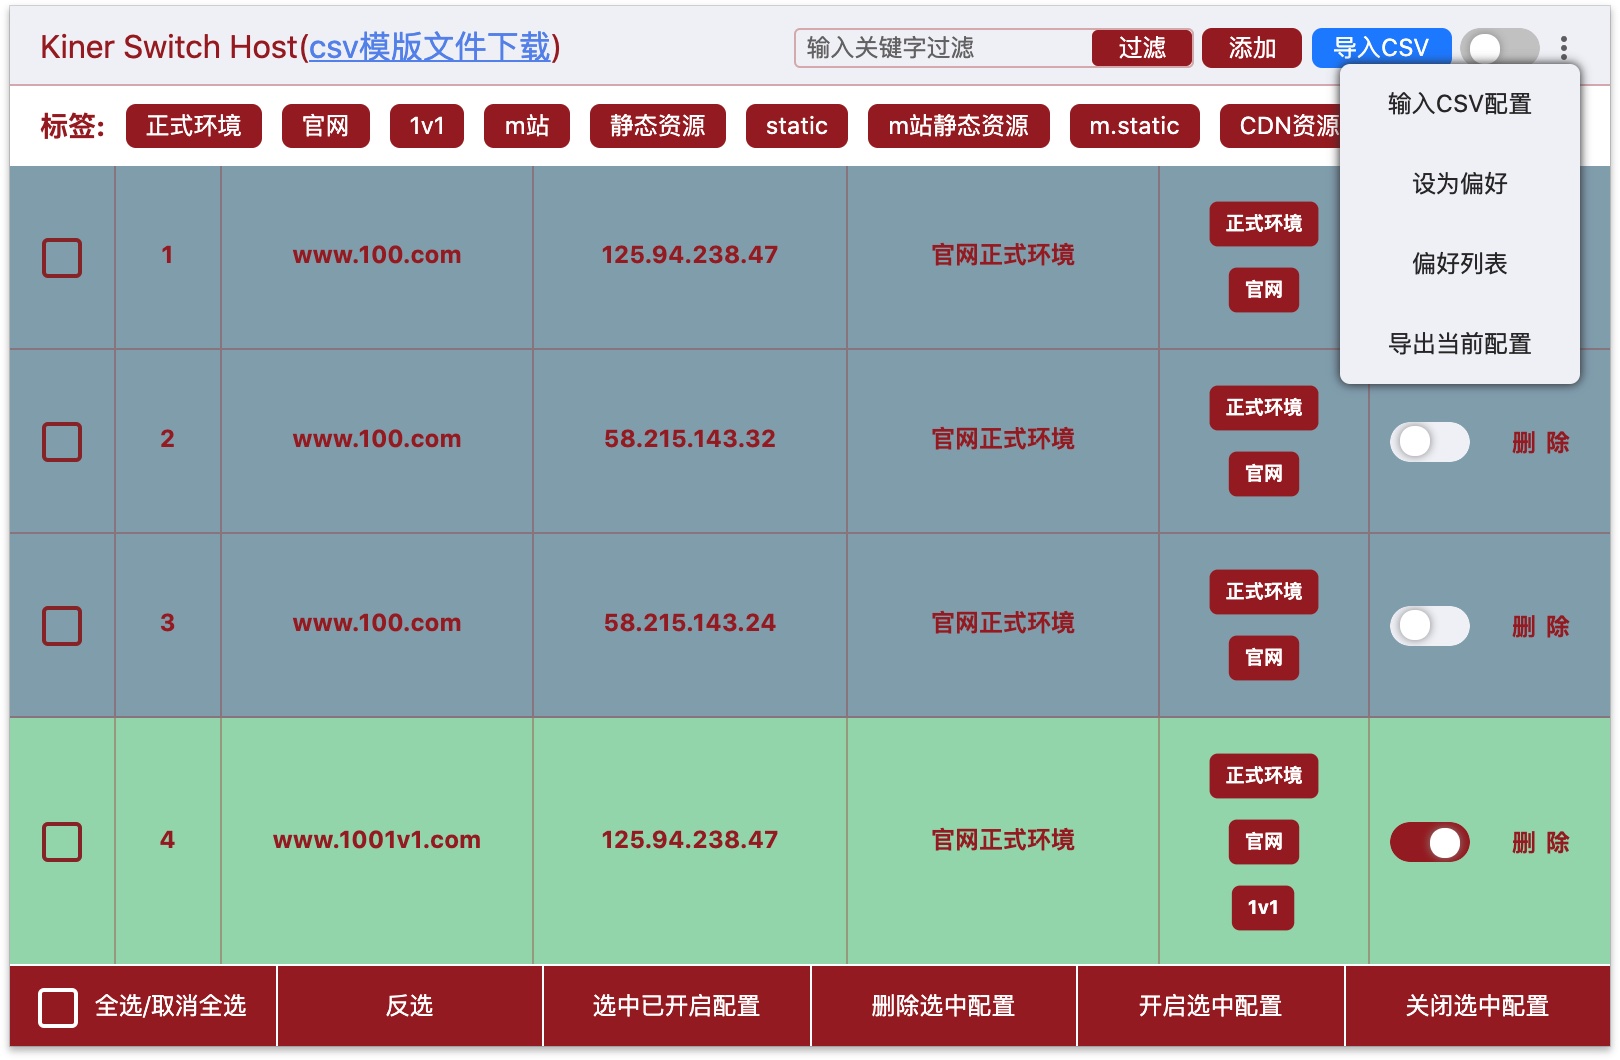 Kiner Switch Host(csv模版文件下载)
输入关键字过滤 过滤 添加 导入CSV
输入CSV配置
设为偏好
偏好列表
导出当前配置
标签: 正式环境 官网 1v1 m站 静态资源 static m站静态资源 m.static CDN资源
1 www.100.com 125.94.238.47 官网正式环境 正式环境
官网
2 www.100.com 58.215.143.32 官网正式环境 正式环境
官网
删 除
3 www.100.com 58.215.143.24 官网正式环境 正式环境
官网
删 除
4 www.1001v1.com 125.94.238.47 官网正式环境 正式环境
官网
1v1
删 除
全选/取消全选 反选 选中已开启配置 删除选中配置 开启选中配置 关闭选中配置